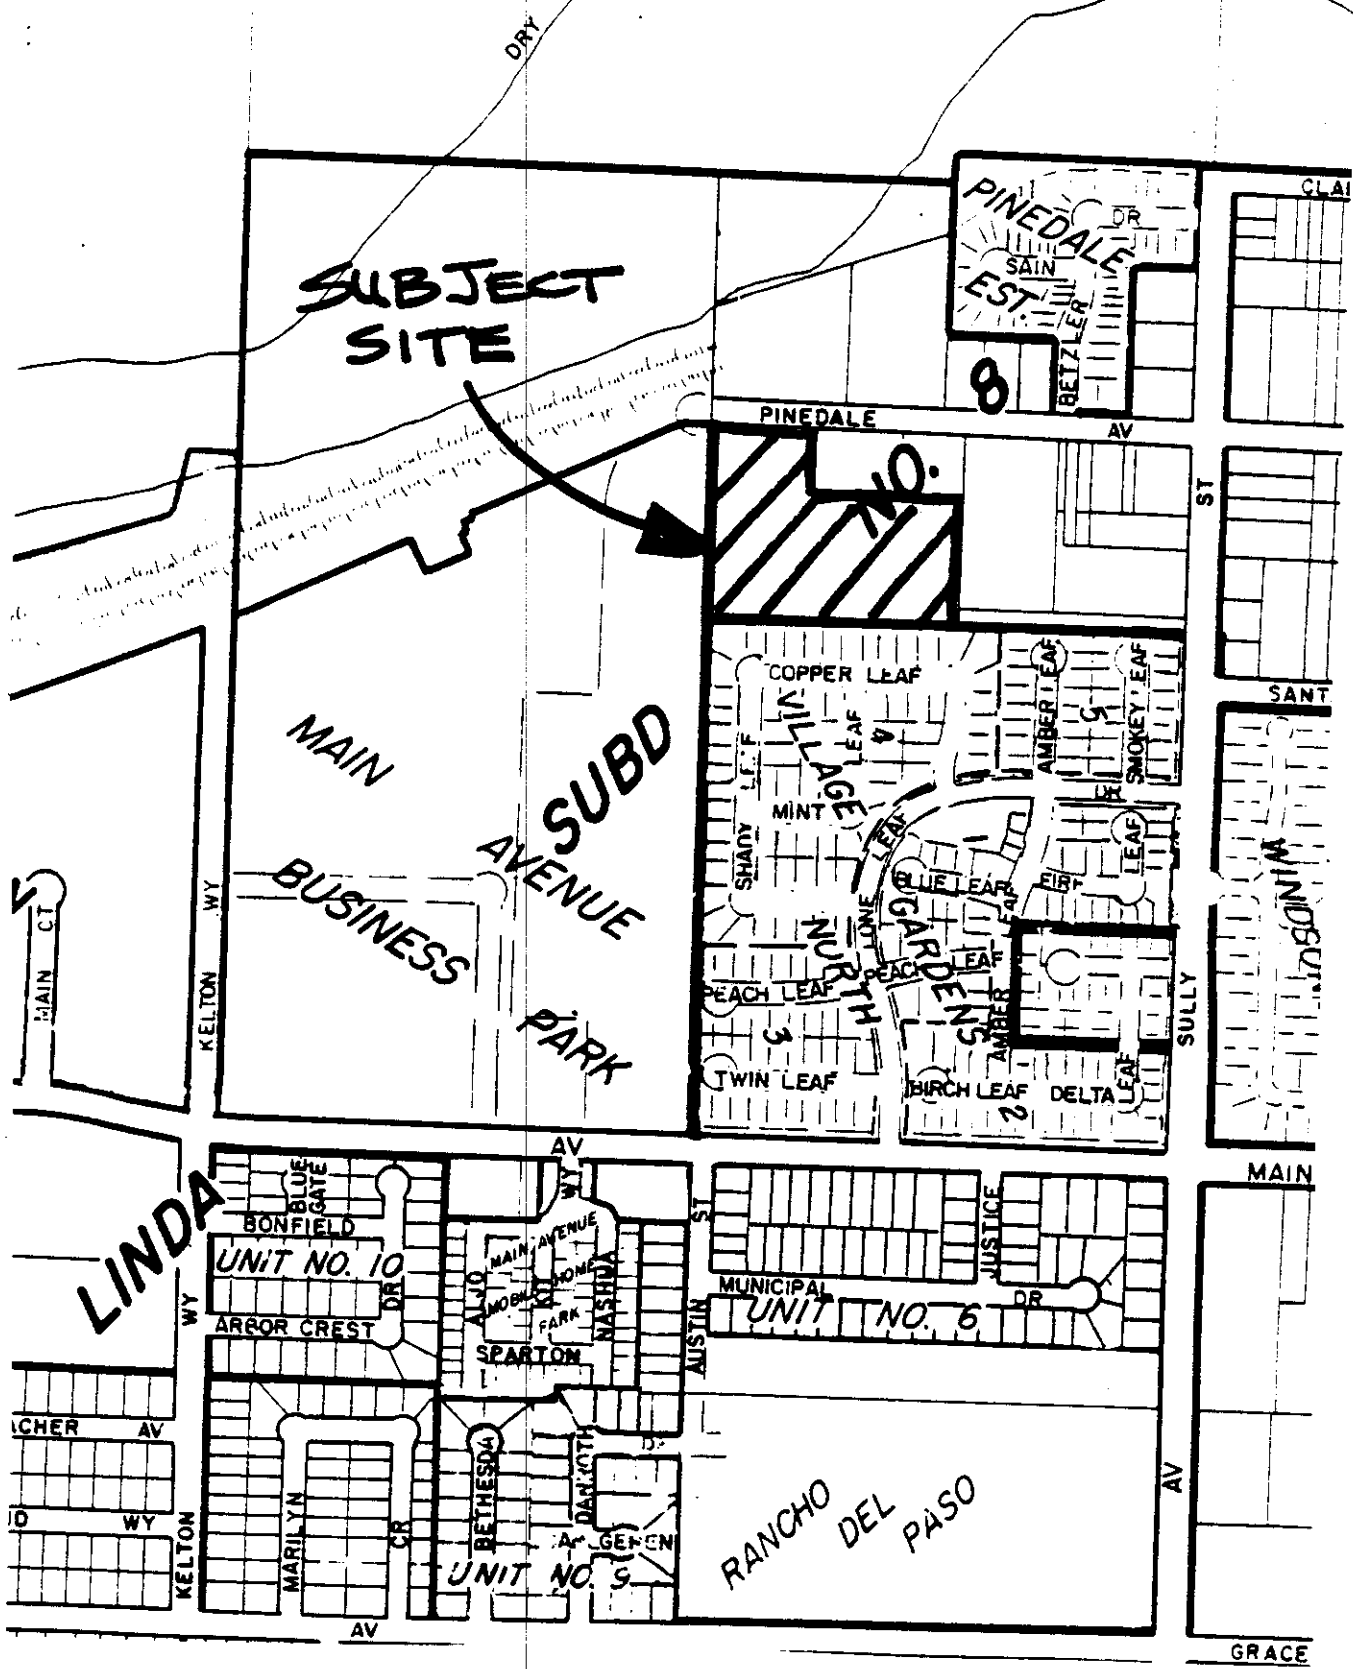 DRY
CLAI
PINEDALE
DR
SAIN
EST.
BETZLER
SUBJECT
SITE
8
PINEDALE
AV
NO.
ST
COPPER LEAF
AMBER LEAF
5
SMOKEY LEAF
SANT
VILLAGE
LEAF
4
MAIN
SUBD
SHADY LEAF
MINT
LEAF
DR
LEAF
AVENUE
BLUE LEAF
BUSINESS
KELTON WY
MAIN CT
GARDENS
NORTH
PEACH LEAF
PEACH LEAF
AMBER
LEAF
SULLY
PARK
3
TWIN LEAF
BIRCH LEAF
2
DELTA LEAF
AV
WY
MAIN
BLUE
GATE
BONFIELD
UNIT NO. 10
DR
ARBOR CREST
LINDA
WY
MAIN AVENUE
MOBILE HOME
PARK
ALJO
NASHUA
SPARTON
ST
AUSTIN
JUSTICE
MUNICIPAL
DR
UNIT NO. 6
ACHER AV
WY
KELTON
MARILYN
CR
BETHESDA
UNIT NO. 9
RANCHO
DEL
PASO
AV
AV
GRACE